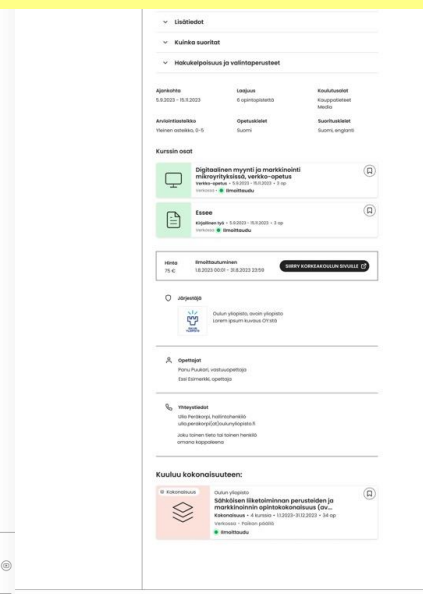 Lisätiedot
Kuinka suoritat
Hakukelpoisuus ja valintaperusteet
Ajankohta
5.9.2023 - 15.11.2023
Laajuus
6 opintopistettä
Koulutusalat
Kauppatieteet
Media
Arviointiasteikko
Yleinen asteikko, 0-5
Opetuskielet
Suomi
Suorituskielet
Suomi, englanti
Kurssin osat
Digitaalinen myynti ja markkinointi
mikroyrityksissä, verkko-opetus
Verkko-opetus • 5.9.2023 - 15.11.2023 • 3 op
Verkossa • Ilmoittaudu
Essee
Kirjallinen työ • 5.9.2023 - 15.11.2023 • 3 op
Verkossa • Ilmoittaudu
Hinta
75 €
Ilmoittautuminen
1.8.2023 00:01 - 31.8.2023 23:59
SIIRRY KORKEAKOULUN SIVUILLE
Järjestäjä
Oulun yliopisto, avoin yliopisto
Lorem ipsum kuvaus OY:stä
Opettajat
Panu Puukari, vastuuopettaja
Essi Esimerkki, opettaja
Yhteystiedot
Ulla Peräkorpi, hallintohenkilö
ulla.perakorpi(at)oulunyliopisto.fi
Joku toinen tieto tai toinen henkilö
omana kappaleena
Kuuluu kokonaisuuteen:
Kokonaisuus
Oulun yliopisto
Sähköisen liiketoiminnan perusteiden ja
markkinoinnin opintokokonaisuus (av...
Kokonaisuus • 4 kurssia • 1.1.2023-31.12.2023 • 34 op
Verkossa - Paikan päällä
Ilmoittaudu